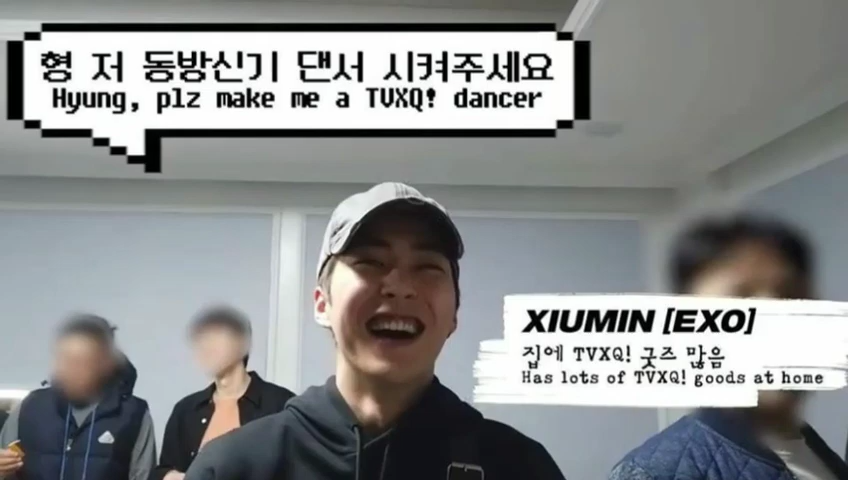 형 저 동방신기 댄서 시켜주세요
Hyung, plz make me a TVXQ! dancer
XIUMIN [EXO]
집에 TVXQ! 굿즈 많음
Has lots of TVXQ! goods at home